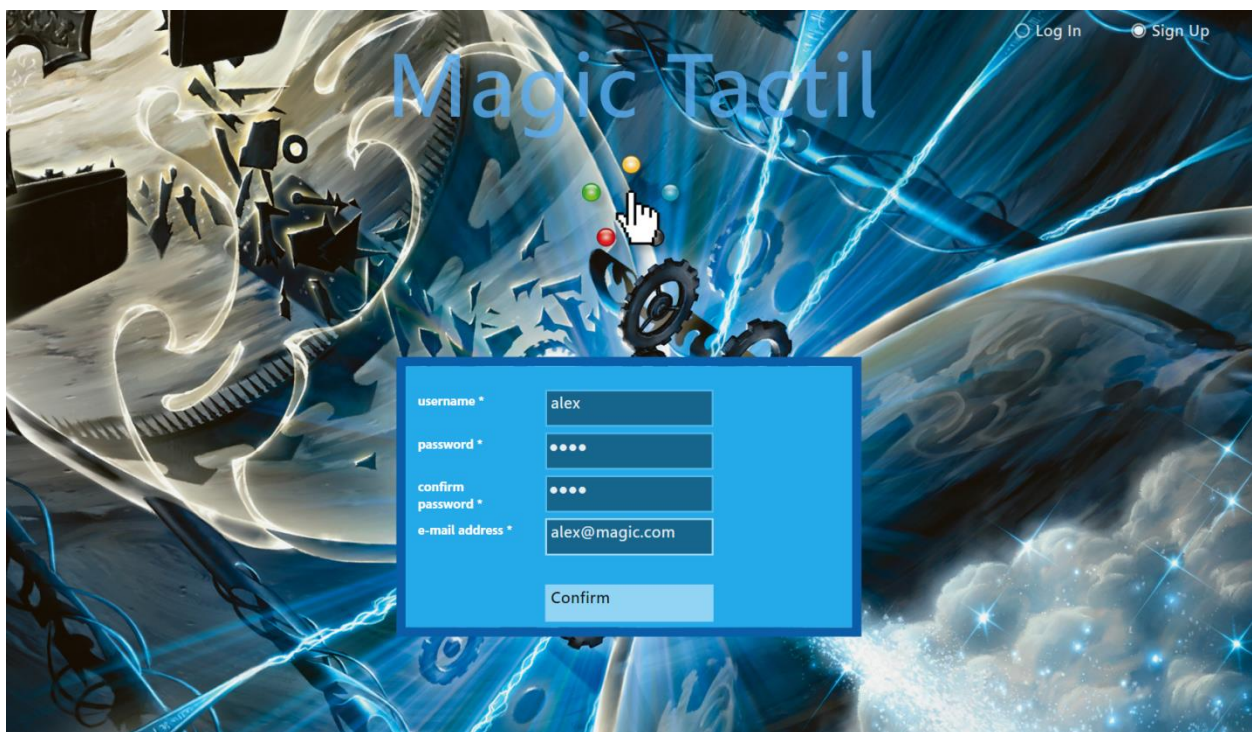 Log In
Sign Up
Magic Tactil
username *
alex
password *
••••
confirm
password *
••••
e-mail address *
alex@magic.com
Confirm